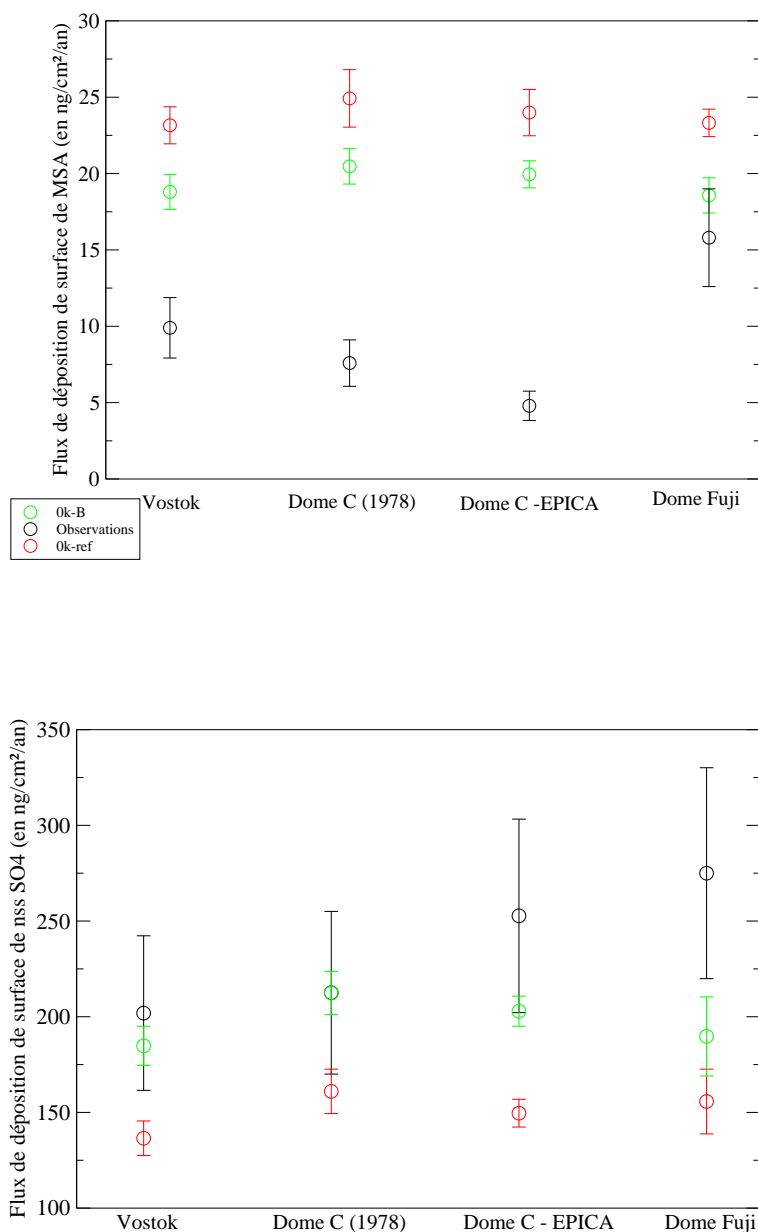 Flux de déposition de surface de MSA (en ng/cm²/an)
30
25
20
15
10
5
0
Vostok
Dome C (1978)
Dome C -EPICA
Dome Fuji
0k-B
Observations
0k-ref
Flux de déposition de surface de nss SO4 (en ng/cm²/an)
350
300
250
200
150
100
Vostok
Dome C (1978)
Dome C - EPICA
Dome Fuji